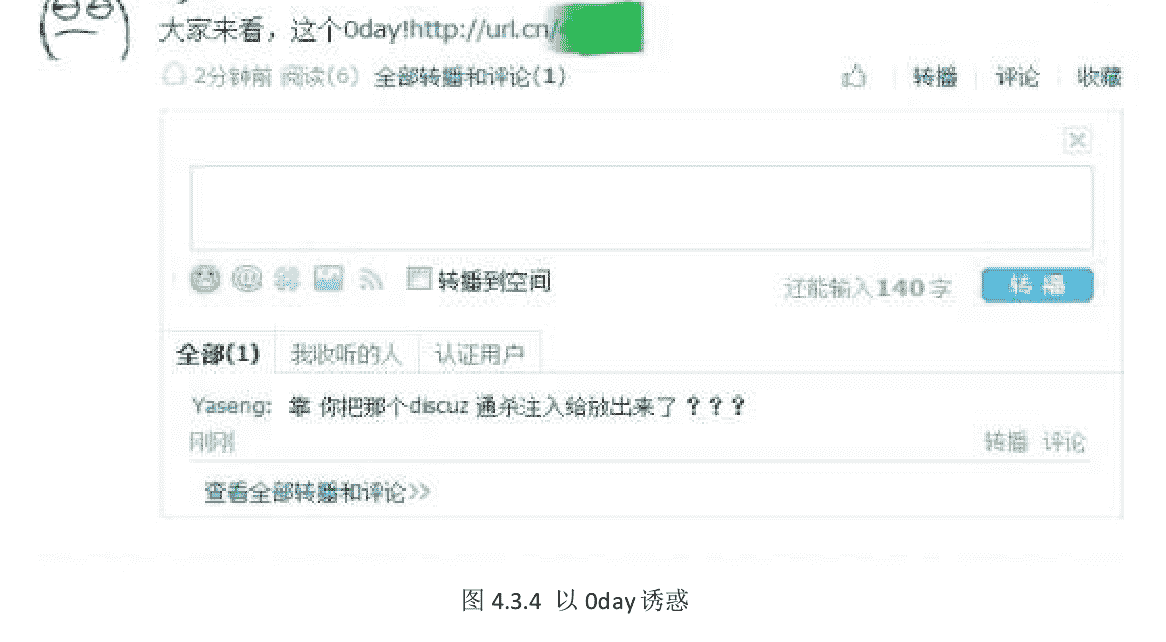 大家来看，这个0day!http://url.cn/
2分钟前 阅读(6) 全部转播和评论(1) 转播 评论 收藏
转播到空间 还能输入140字 转播
全部(1) 我收听的人 认证用户
Yaseng: 靠 你把那个discuz 通杀注入给放出来了？？？
刚刚 转播 评论
查看全部转播和评论>>
图 4.3.4 以 0day 诱惑